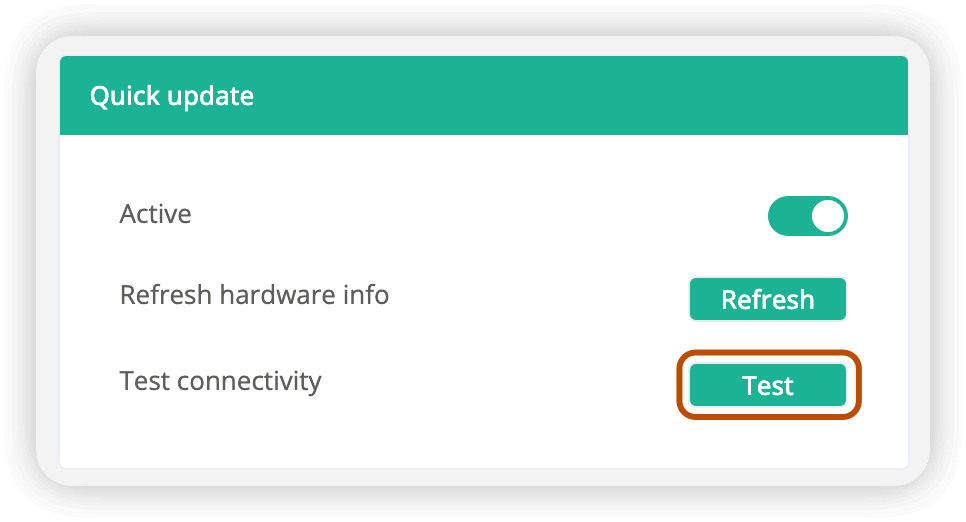 Quick update
Active
Refresh hardware info Refresh
Test connectivity Test